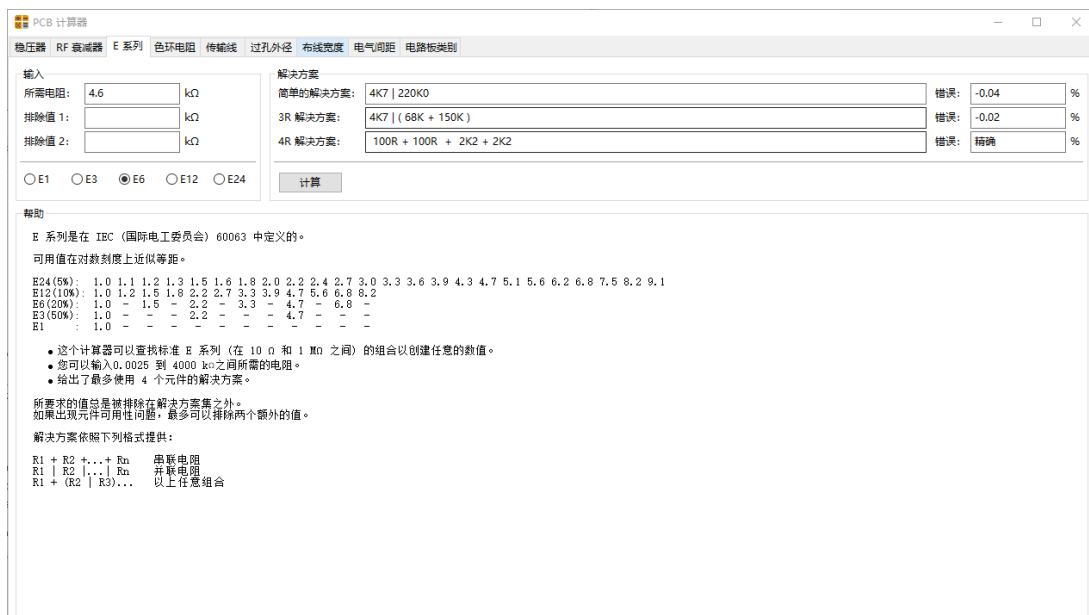 PCB 计算器
稳压器 RF 衰减器 E 系列 色环电阻 传输线 过孔外径 布线宽度 电气间距 电路板类别
输入
所需电阻: 4.6 kΩ
排除值 1: kΩ
排除值 2: kΩ
E1 E3 E6 E12 E24
解决方案
简单的解决方案: 4K7 | 220K0 错误: -0.04 %
3R 解决方案: 4K7 | ( 68K + 150K ) 错误: -0.02 %
4R 解决方案: 100R + 100R + 2K2 + 2K2 错误: 精确 %
计算
帮助
E 系列是在 IEC (国际电工委员会) 60063 中定义的。
可用值在对数刻度上近似等距。
E24(5%): 1.0 1.1 1.2 1.3 1.5 1.6 1.8 2.0 2.2 2.4 2.7 3.0 3.3 3.6 3.9 4.3 4.7 5.1 5.6 6.2 6.8 7.5 8.2 9.1
E12(10%): 1.0 1.2 1.5 1.8 2.2 2.7 3.3 3.9 4.7 5.6 6.8 8.2
E6(20%): 1.0 - 1.5 - 2.2 - 3.3 - 4.7 - 6.8 -
E3(50%): 1.0 - - - 2.2 - - - 4.7 - - -
E1 : 1.0 - - - - - - - - - - -
• 这个计算器可以查找标准 E 系列 (在 10 Ω 和 1 MΩ 之间) 的组合以创建任意的数值。
• 您可以输入0.0025 到 4000 kΩ之间所需的电阻。
• 给出了最多使用 4 个元件的解决方案。
所要求的值总是被排除在解决方案集之外。
如果出现元件可用性问题,最多可以排除两个额外的值。
解决方案依照下列格式提供:
R1 + R2 +...+ Rn 串联电阻
R1 | R2 |...| Rn 并联电阻
R1 + (R2 | R3)... 以上任意组合